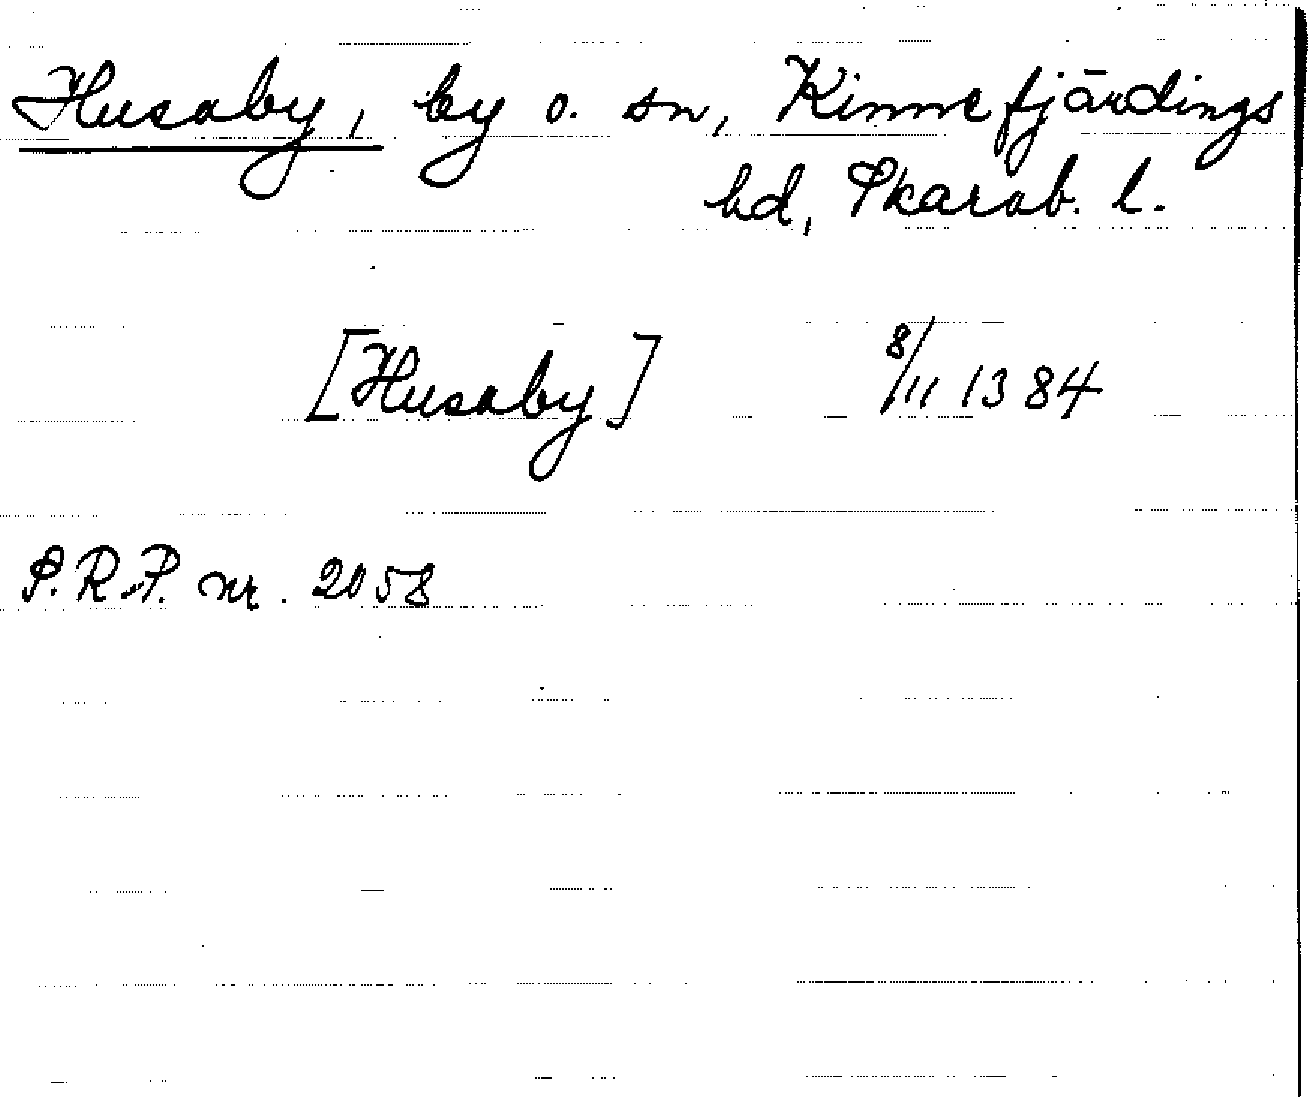 Husaby, by o. sn, Kinnefjärdings
hd, Skarab. l.
[Husaby] 8/11 1384
S.R.P. nr. 2058